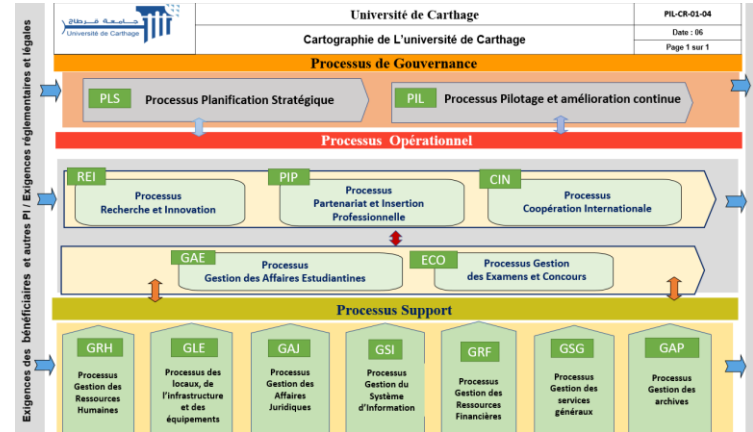 جامعة قرطاج
Université de Carthage
Université de Carthage
Cartographie de L'université de Carthage
PIL-CR-01-04
Date : 06
Page 1 sur 1
Exigences des bénéficiaires et autres PI / Exigences règlementaires et légales
Processus de Gouvernance
PLS
Processus Planification Stratégique
PIL
Processus Pilotage et amélioration continue
Processus Opérationnel
REI
Processus
Recherche et Innovation
PIP
Processus
Partenariat et Insertion
Professionnelle
CIN
Processus
Coopération Internationale
GAE
Processus
Gestion des Affaires Estudiantines
ECO
Processus Gestion
des Examens et Concours
Processus Support
GRH
Processus
Gestion des
Ressources
Humaines
GLE
Processus des
locaux, de
l'infrastructure
et des
équipements
GAJ
Processus
Gestion des
Affaires
Juridiques
GSI
Processus
Gestion du
Système
d'Information
GRF
Processus
Gestion des
Ressources
Financières
GSG
Processus
Gestion des
services
généraux
GAP
Processus
Gestion des
archives